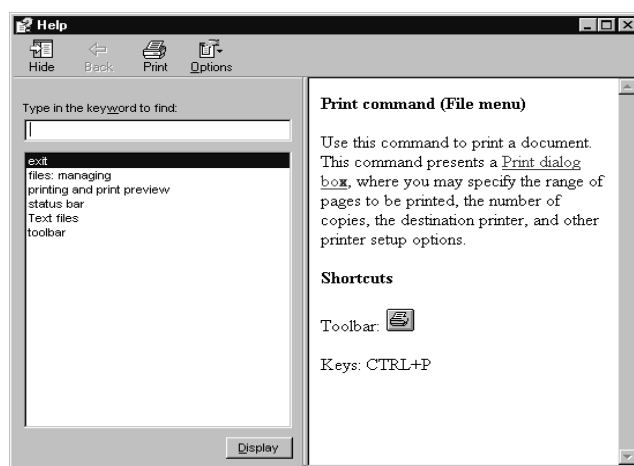 Help
Hide Back Print Options
Type in the keyword to find:
exit
files: managing
printing and print preview
status bar
Text files
toolbar
Display
Print command (File menu)
Use this command to print a document.
This command presents a Print dialog
box, where you may specify the range of
pages to be printed, the number of
copies, the destination printer, and other
printer setup options.
Shortcuts
Toolbar:
Keys: CTRL+P